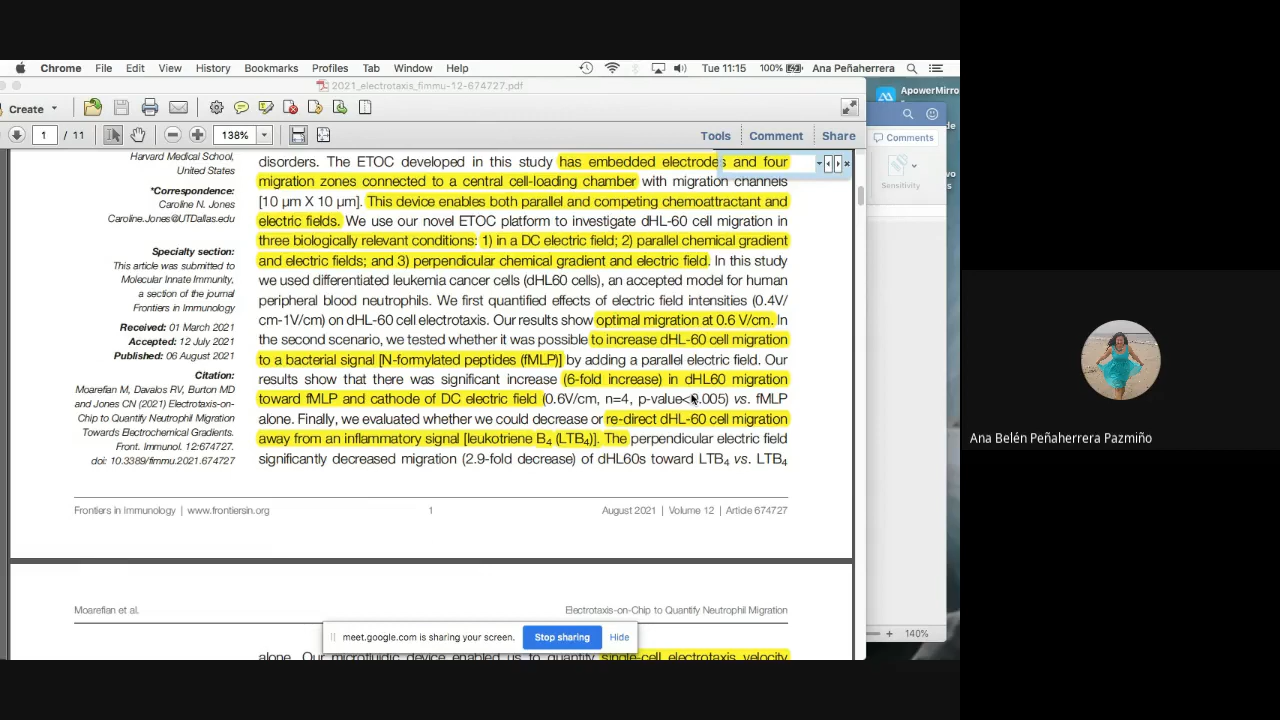 Chrome File Edit View History Bookmarks Profiles Tab Window Help Tue 11:15 100% Ana Peñaherrera
2021_electrotaxis_fimmu-12-674727.pdf
ApowerMirro
Create
1 / 11 138% Tools Comment Share
Comments
Sensitivity
Harvard Medical School,
United States
*Correspondence:
Caroline N. Jones
Caroline.Jones@UTDallas.edu
Specialty section:
This article was submitted to
Molecular Innate Immunity,
a section of the journal
Frontiers in Immunology
Received: 01 March 2021
Accepted: 12 July 2021
Published: 06 August 2021
Citation:
Moarefian M, Davalos RV, Burton MD
and Jones CN (2021) Electrotaxis-on-
Chip to Quantify Neutrophil Migration
Towards Electrochemical Gradients.
Front. Immunol. 12:674727.
doi: 10.3389/fimmu.2021.674727
disorders. The ETOC developed in this study has embedded electrodes and four
migration zones connected to a central cell-loading chamber with migration channels
[10 µm X 10 µm]. This device enables both parallel and competing chemoattractant and
electric fields. We use our novel ETOC platform to investigate dHL-60 cell migration in
three biologically relevant conditions: 1) in a DC electric field; 2) parallel chemical gradient
and electric fields; and 3) perpendicular chemical gradient and electric field. In this study
we used differentiated leukemia cancer cells (dHL60 cells), an accepted model for human
peripheral blood neutrophils. We first quantified effects of electric field intensities (0.4V/
cm-1V/cm) on dHL-60 cell electrotaxis. Our results show optimal migration at 0.6 V/cm. In
the second scenario, we tested whether it was possible to increase dHL-60 cell migration
to a bacterial signal [N-formylated peptides (fMLP)] by adding a parallel electric field. Our
results show that there was significant increase (6-fold increase) in dHL60 migration
toward fMLP and cathode of DC electric field (0.6V/cm, n=4, p-value<0.005) vs. fMLP
alone. Finally, we evaluated whether we could decrease or re-direct dHL-60 cell migration
away from an inflammatory signal [leukotriene B4 (LTB4)]. The perpendicular electric field
significantly decreased migration (2.9-fold decrease) of dHL60s toward LTB4 vs. LTB4
Frontiers in Immunology | www.frontiersin.org 1 August 2021 | Volume 12 | Article 674727
Moarefian et al. Electrotaxis-on-Chip to Quantify Neutrophil Migration
meet.google.com is sharing your screen. Stop sharing Hide
alone. Our microfluidic device enabled us to quantify single-cell electrotaxis velocity
140%
Ana Belén Peñaherrera Pazmiño